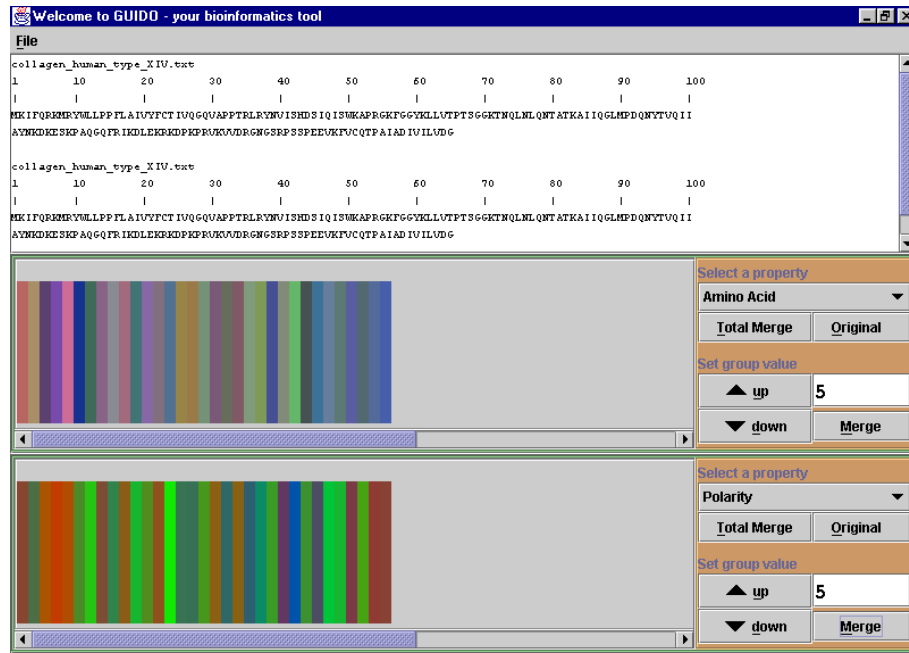 Welcome to GUIDO - your bioinformatics tool
File
collagen_human_type_XIV.txt
1 10 20 30 40 50 60 70 80 90 100
MKIFQRKMRYWLLPPFLAIVYFCTIVQGQVAPPTRLRYNVISHDSIQISWKAPRGKFGGYKLLVTPTSGGKTNQLNLQNTATKAIIQGLMPDQNYTVQII
AYNKDKESKPAQGQFRIKDLEKRKDPKPRVKVVDRGNGSRPSSPEEVKFVCQTPAIADIVILVDG
collagen_human_type_XIV.txt
1 10 20 30 40 50 60 70 80 90 100
MKIFQRKMRYWLLPPFLAIVYFCTIVQGQVAPPTRLRYNVISHDSIQISWKAPRGKFGGYKLLVTPTSGGKTNQLNLQNTATKAIIQGLMPDQNYTVQII
AYNKDKESKPAQGQFRIKDLEKRKDPKPRVKVVDRGNGSRPSSPEEVKFVCQTPAIADIVILVDG
Select a property
Amino Acid
Total Merge Original
Set group value
up 5
down Merge
Select a property
Polarity
Total Merge Original
Set group value
up 5
down Merge